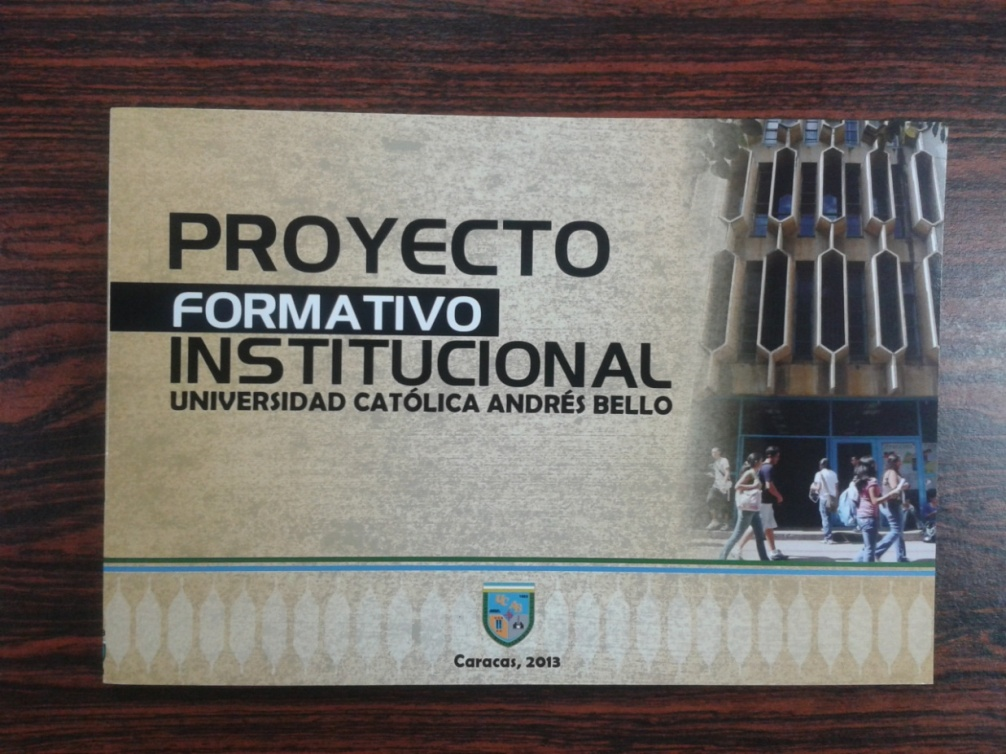 PROYECTO
FORMATIVO
INSTITUCIONAL
UNIVERSIDAD CATÓLICA ANDRÉS BELLO
Caracas, 2013